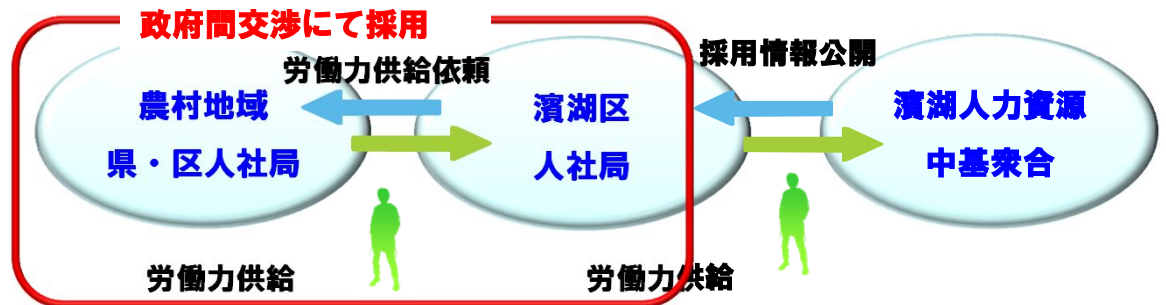 政府間交渉にて採用
労働力供給依頼
採用情報公開
農村地域
県・区人社局
濱湖区
人社局
濱湖人力資源
中基衆合
労働力供給
労働力供給